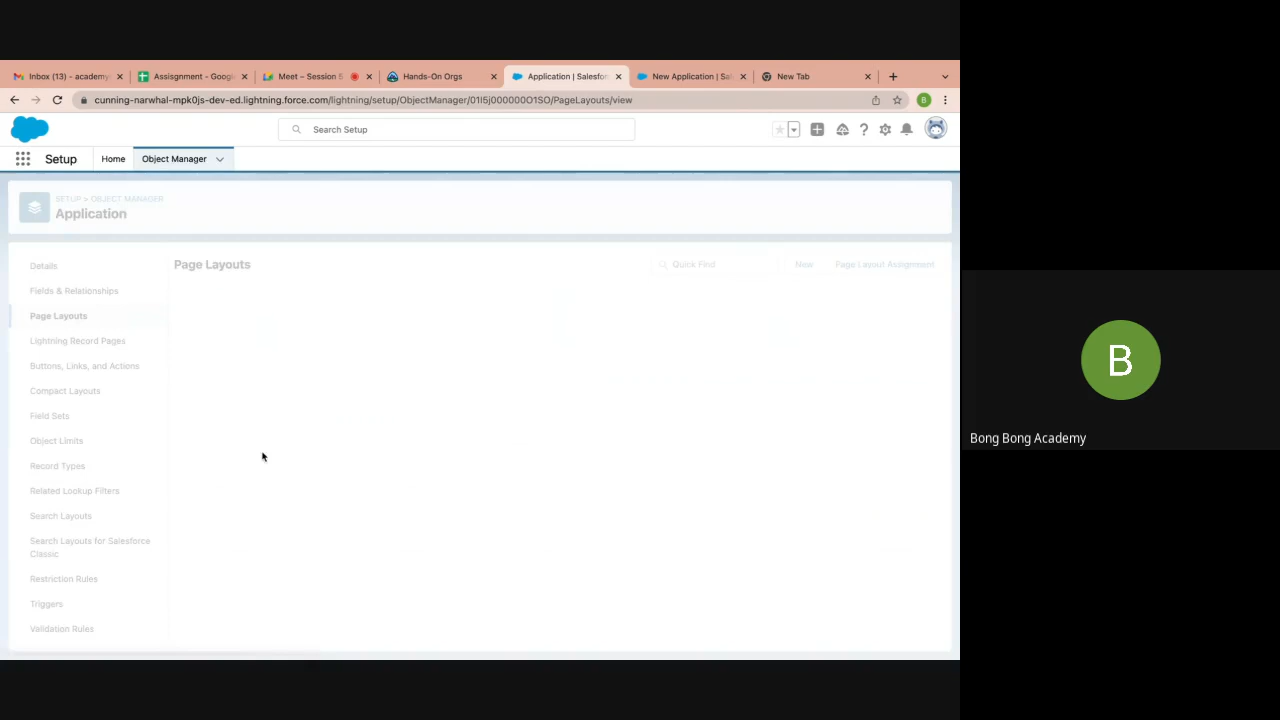 Inbox (13) - academy
Assisgnment - Google
Meet – Session 5
Hands-On Orgs
Application | Salesfor
New Application | Sa
New Tab
cunning-narwhal-mpk0js-dev-ed.lightning.force.com/lightning/setup/ObjectManager/01I5j000000O1SO/PageLayouts/view
B
Search Setup
Setup
Home
Object Manager
SETUP > OBJECT MANAGER
Application
Details
Fields & Relationships
Page Layouts
Lightning Record Pages
Buttons, Links, and Actions
Compact Layouts
Field Sets
Object Limits
Record Types
Related Lookup Filters
Search Layouts
Search Layouts for Salesforce
Classic
Restriction Rules
Triggers
Validation Rules
Page Layouts
Quick Find
New
Page Layout Assignment
B
Bong Bong Academy